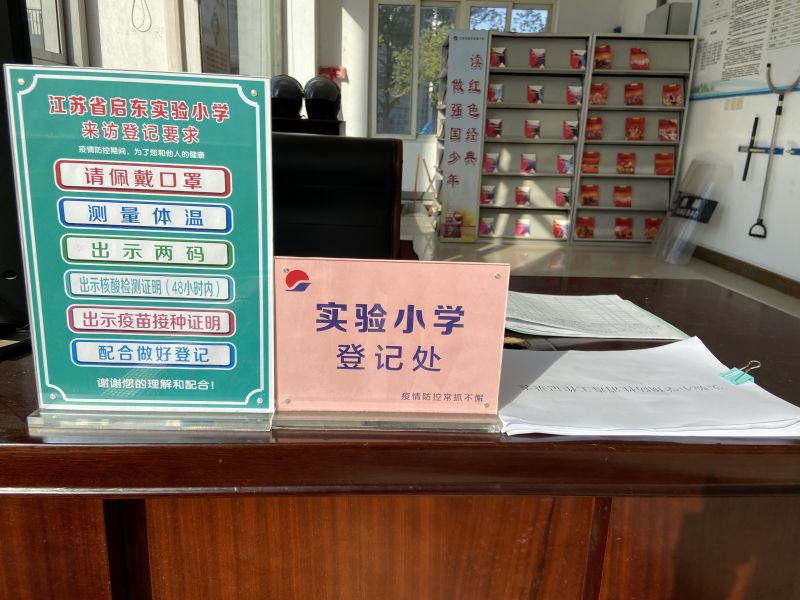 江苏省启东实验小学
来访登记要求
疫情防控期间，为了您和他人的健康
请佩戴口罩
测量体温
出示两码
出示核酸检测证明（48小时内）
出示疫苗接种证明
配合做好登记
谢谢您的理解和配合！
实验小学
登记处
疫情防控常抓不懈
读红色经典
做强国少年